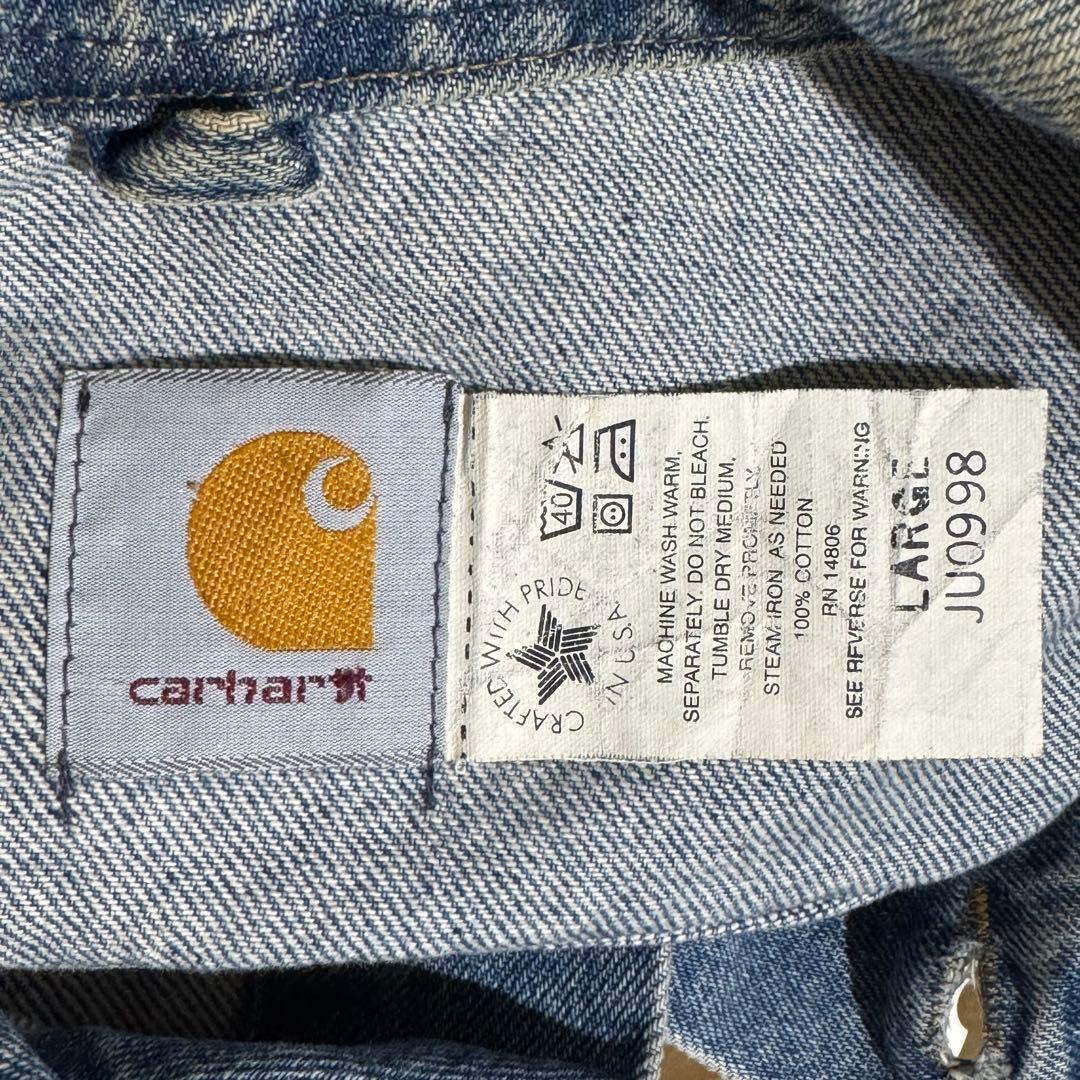 carhartt
40
CRAFTED WITH PRIDE
IN U.S.A
MACHINE WASH WARM,
SEPARATELY. DO NOT BLEACH.
TUMBLE DRY MEDIUM,
REMOVE PROMPTLY.
STEAM IRON AS NEEDED
100% COTTON
RN 14806
SEE REVERSE FOR WARNING
LARGE
JU0998